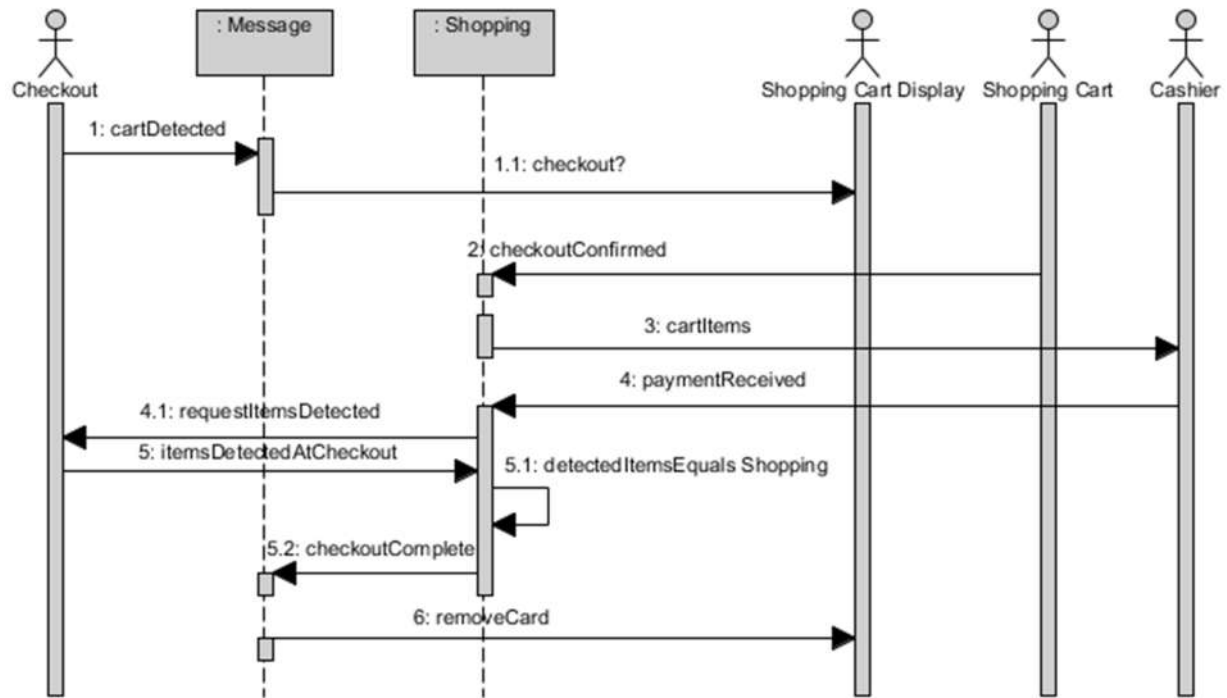 : Message
: Shopping
Checkout
Shopping Cart Display
Shopping Cart
Cashier
1: cartDetected
1.1: checkout?
2: checkoutConfirmed
3: cartItems
4: paymentReceived
4.1: requestItemsDetected
5: itemsDetectedAtCheckout
5.1: detectedItemsEquals Shopping
5.2: checkoutComplete
6: removeCard